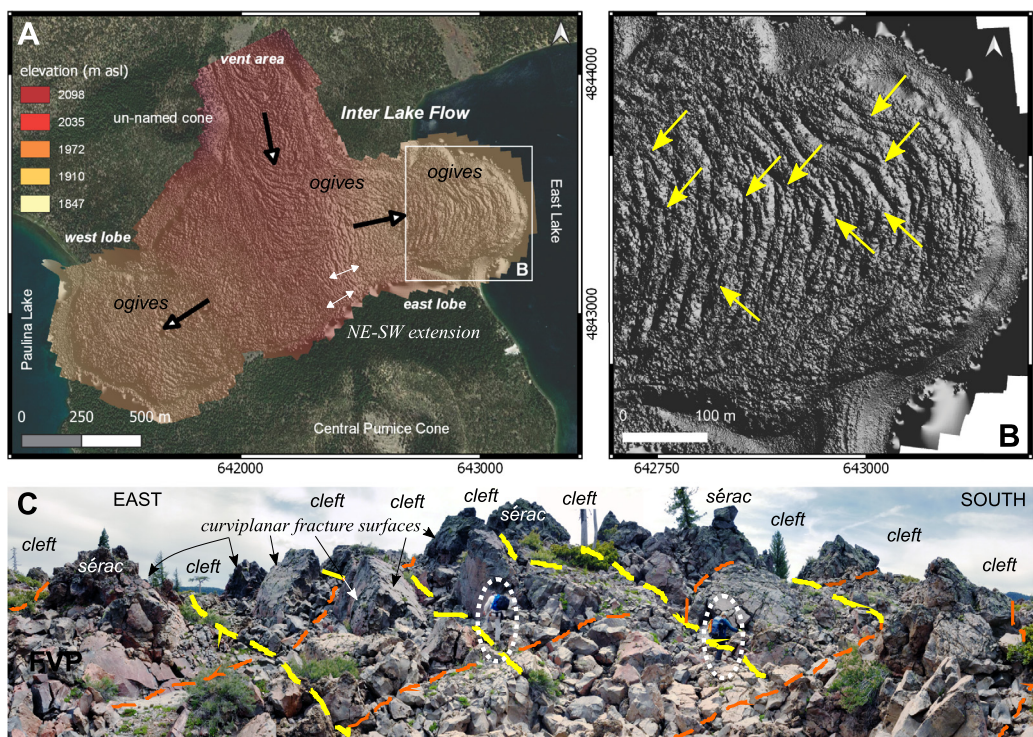 A
vent area
elevation (m asl)
2098
2035
1972
1910
1847
un-named cone
Inter Lake Flow
ogives
ogives
East Lake
west lobe
B
ogives
east lobe
NE-SW extension
Paulina Lake
0 250 500 m
Central Pumice Cone
642000 643000
4844000
4843000
0 100 m
B
642750 643000
C
EAST
cleft
cleft
cleft
cleft
sérac
SOUTH
curviplanar fracture surfaces
sérac
cleft
cleft
cleft
sérac
cleft
cleft
FVP